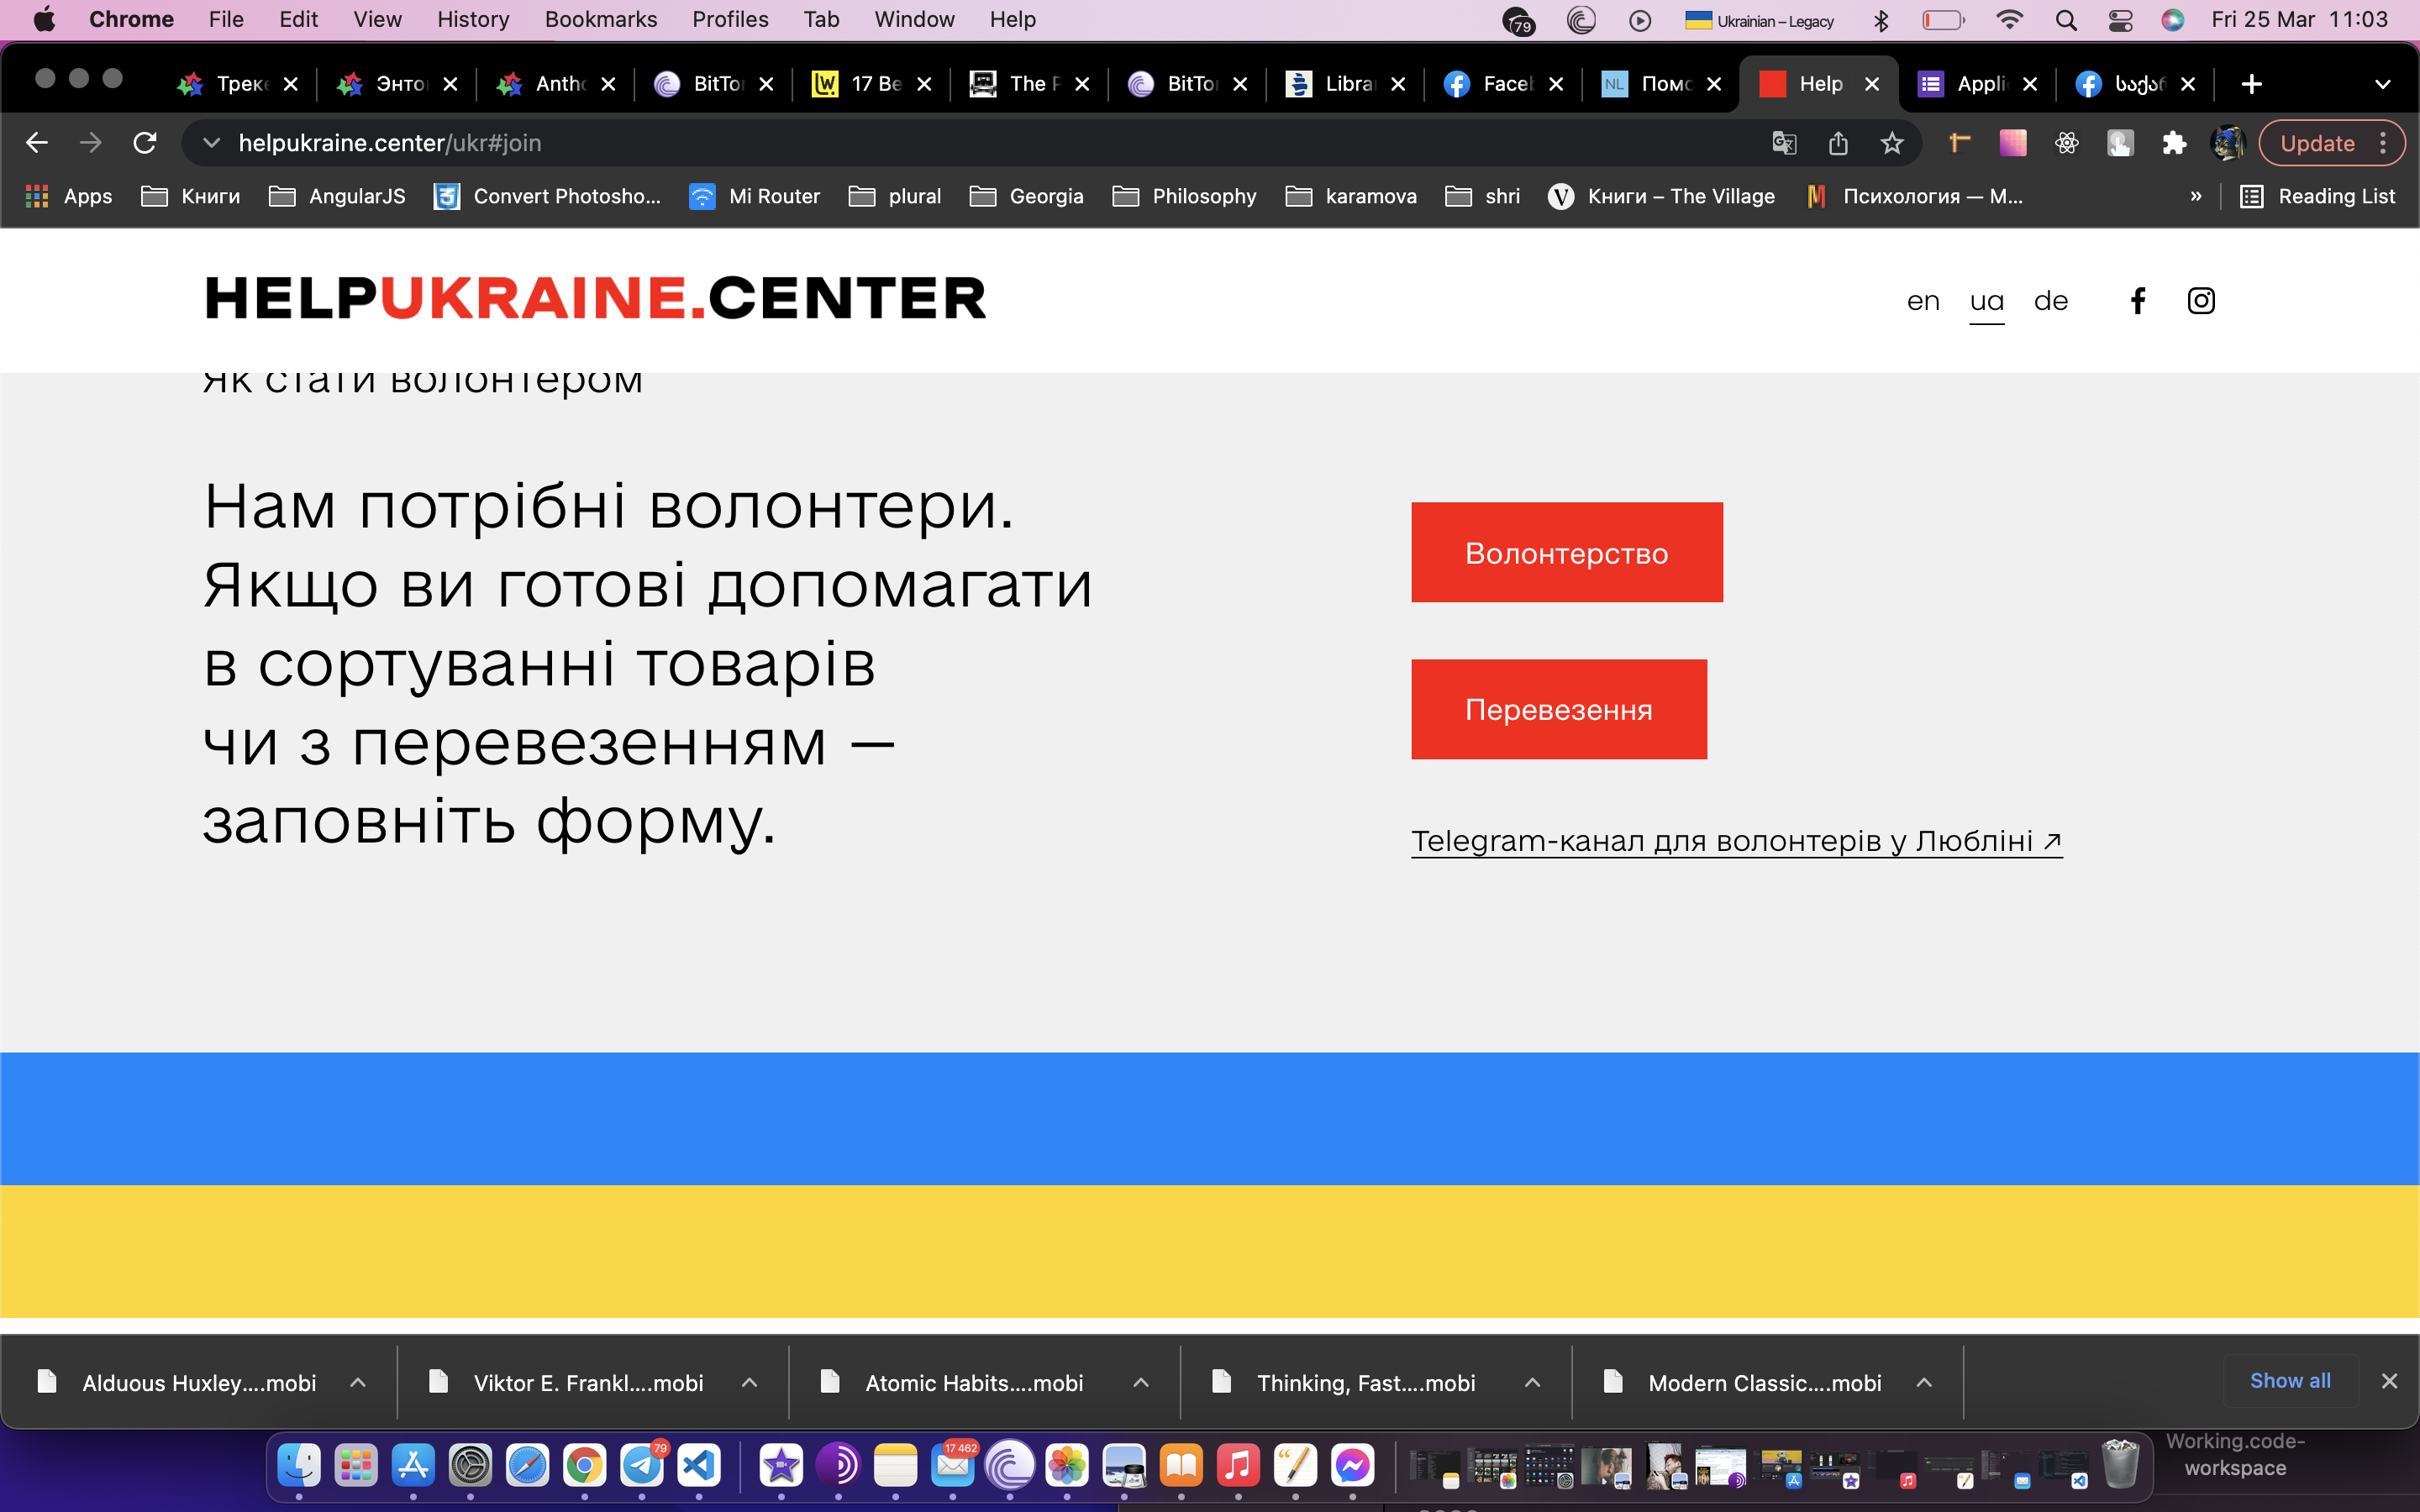 Chrome File Edit View History Bookmarks Profiles Tab Window Help 79 Ukrainian – Legacy Fri 25 Mar 11:03
Треке Энто Antho BitTor 17 Be The P BitTor Librar Faceb NL Помо Help Appli საქარ
helpukraine.center/ukr#join Update
Apps Книги AngularJS Convert Photosho... Mi Router plural Georgia Philosophy karamova shri Книги – The Village Психология — М... » Reading List
HELPUKRAINE.CENTER en ua de
Як стати волонтером
Нам потрібні волонтери.
Якщо ви готові допомагати
в сортуванні товарів
чи з перевезенням —
заповніть форму.
Волонтерство
Перевезення
Telegram-канал для волонтерів у Любліні ↗
Alduous Huxley....mobi Viktor E. Frankl....mobi Atomic Habits....mobi Thinking, Fast....mobi Modern Classic....mobi Show all
79 17 462
Working.code-
workspace